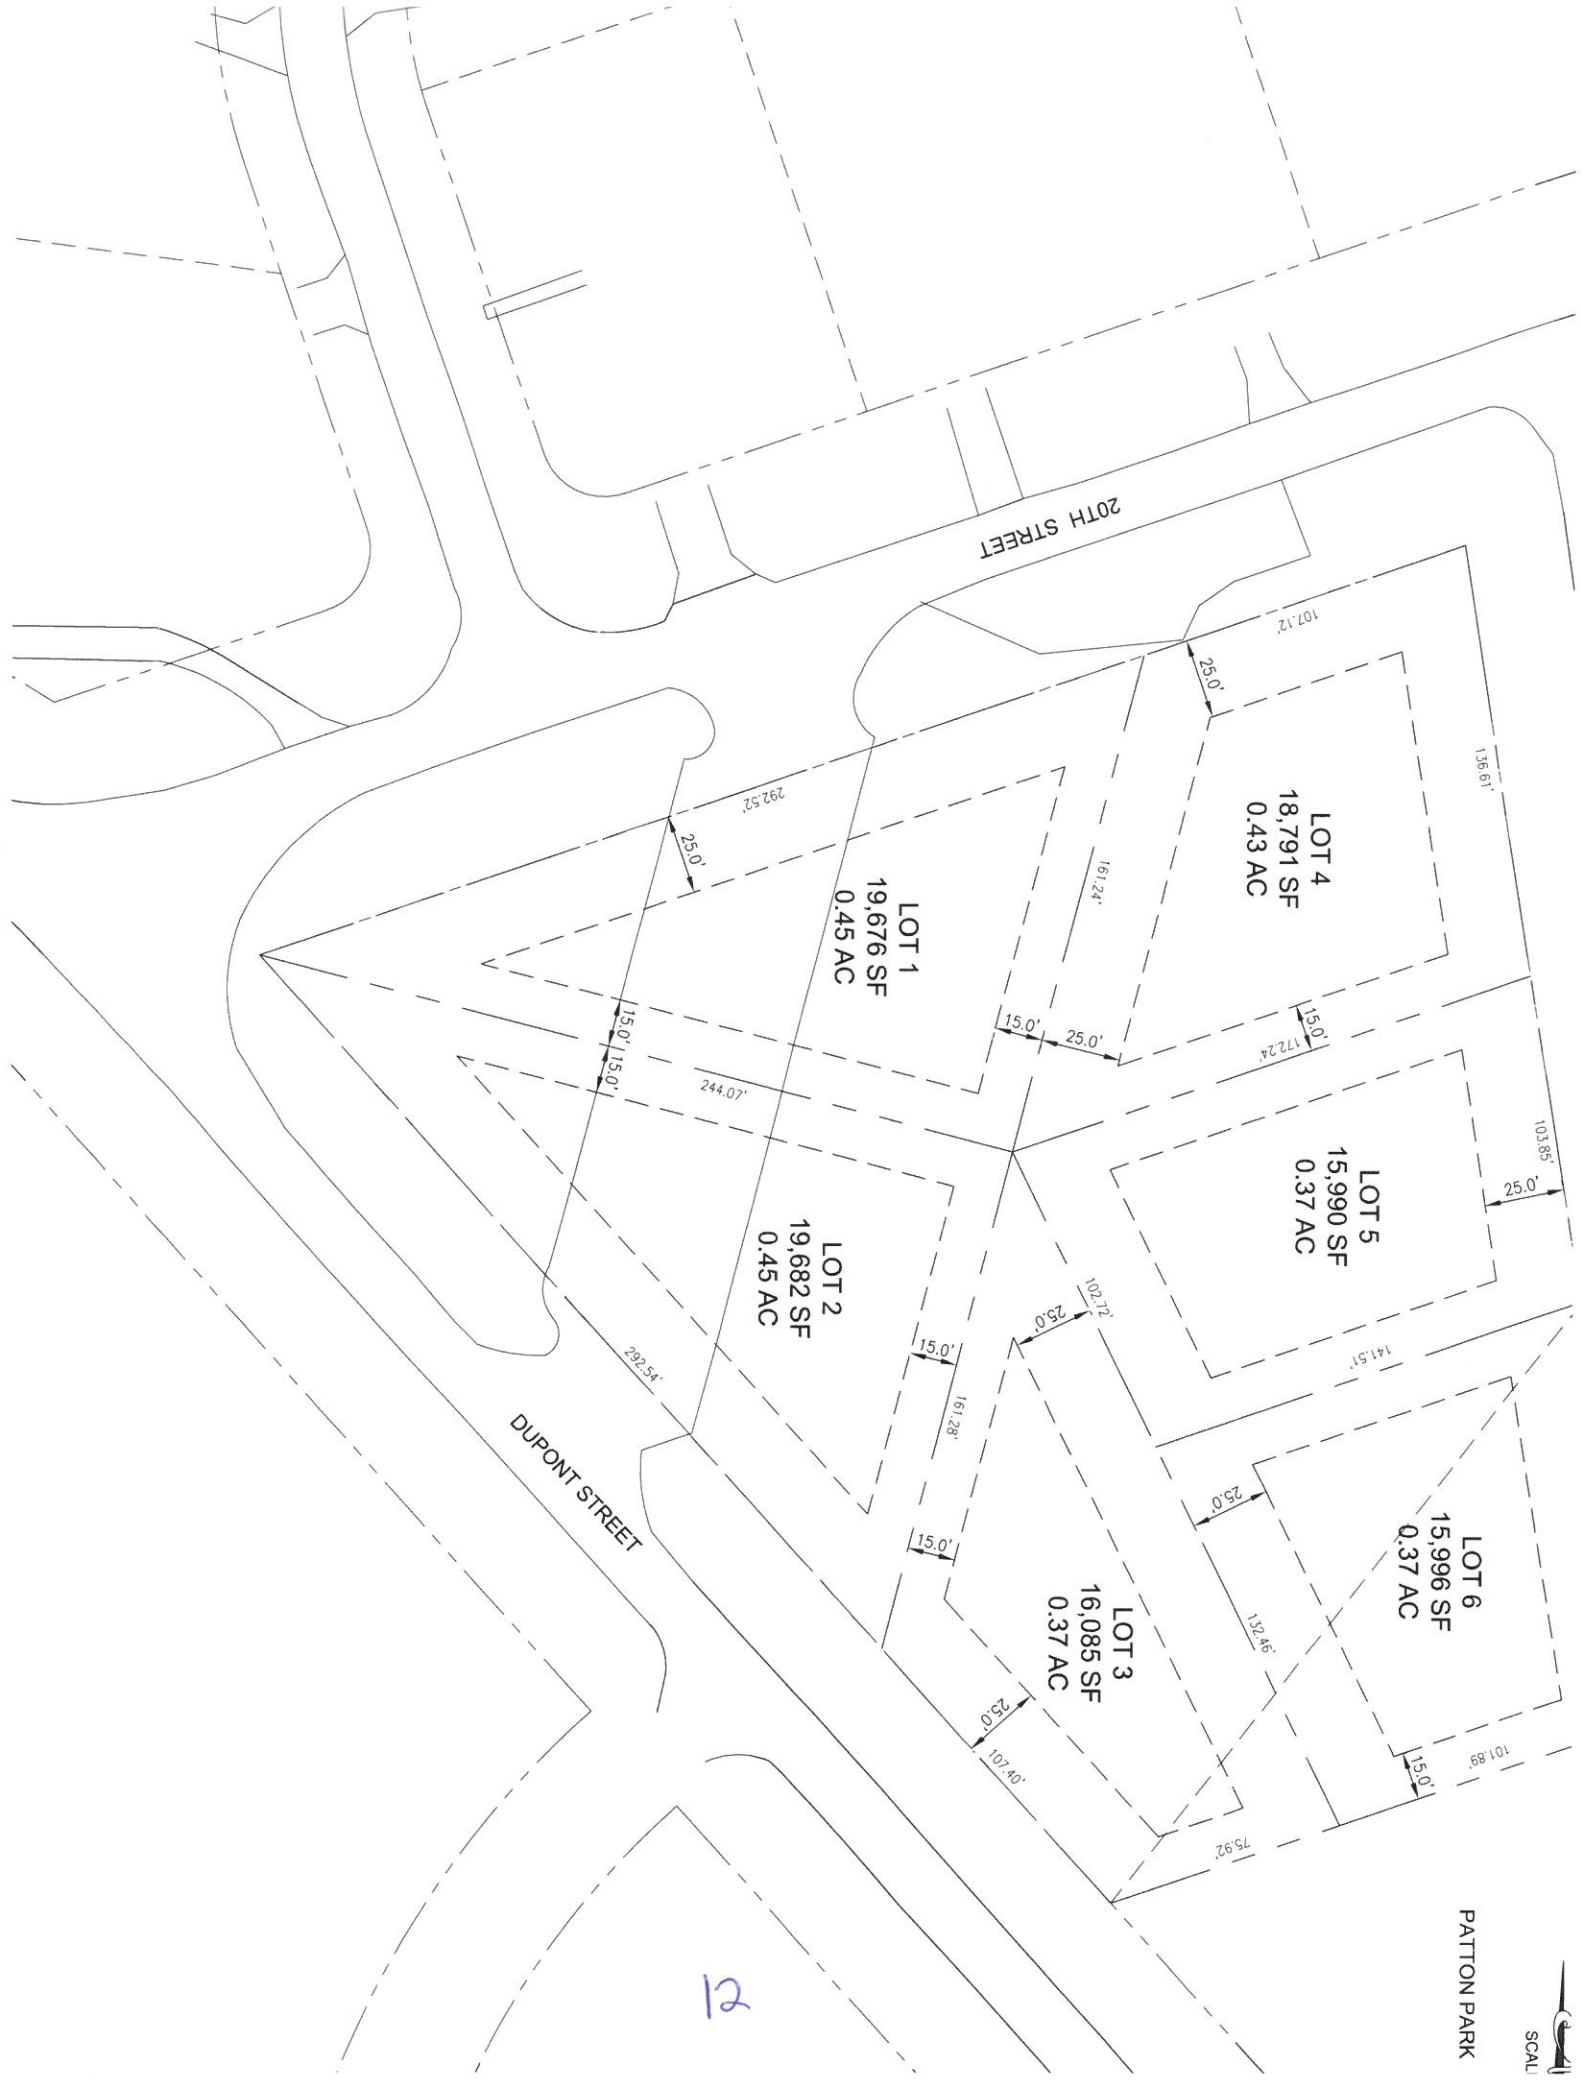 20TH STREET
107.12'
25.0'
136.61'
LOT 4
18,791 SF
0.43 AC
292.52'
25.0'
161.24'
LOT 1
19,676 SF
0.45 AC
15.0'
25.0'
15.0'
172.24'
15.0'
15.0'
244.07'
103.85'
25.0'
LOT 5
15,990 SF
0.37 AC
LOT 2
19,682 SF
0.45 AC
102.72'
25.0'
141.51'
15.0'
161.28'
292.54'
DUPONT STREET
25.0'
LOT 6
15,996 SF
0.37 AC
15.0'
LOT 3
16,085 SF
0.37 AC
132.46'
25.0'
107.40'
101.89'
15.0'
75.92'
PATTON PARK
12